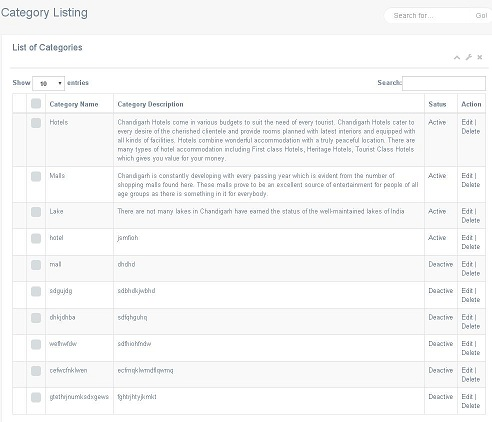 Category Listing
Search for... Go!
List of Categories
Show 10 entries Search:
Category Name Category Description Satus Action
Hotels Chandigarh Hotels come in various budgets to suit the need of every tourist. Chandigarh Hotels cater to Active Edit |
every desire of the cherished clientele and provide rooms planned with latest interiors and equipped with Delete
all kinds of facilities. Hotels combine wonderful accommodation with a truly peaceful location. There are
many types of hotel accommodation including First class Hotels, Heritage Hotels, Tourist Class Hotels
which gives you value for your money.
Malls Chandigarh is constantly developing with every passing year which is evident from the number of Active Edit |
shopping malls found here. These malls prove to be an excellent source of entertainment for people of all Delete
age groups as there is something in it for everybody.
Lake There are not many lakes in Chandigarh have earned the status of the well-maintained lakes of India Active Edit |
Delete
hotel Active Edit |
Delete
mall dhdhd Deactive Edit |
Delete
sdgujdg sdbhdkjwbhd Deactive Edit |
Delete
dhkjdhba Deactive Edit |
Delete
Deactive Edit |
Delete
Deactive Edit |
Delete
Deactive Edit |
Delete